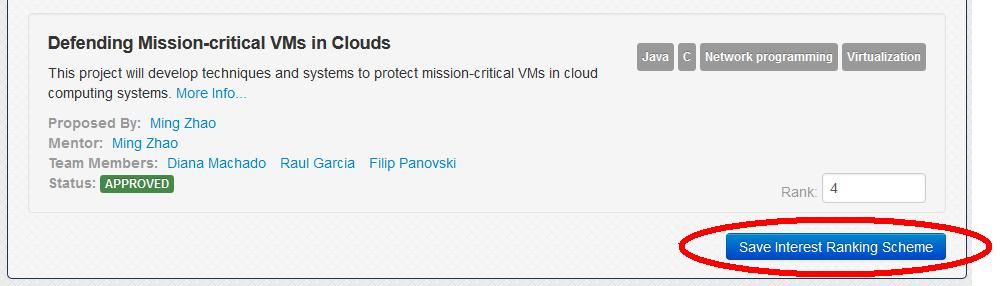 Defending Mission-critical VMs in Clouds
Java C Network programming Virtualization
This project will develop techniques and systems to protect mission-critical VMs in cloud
computing systems. More Info...
Proposed By: Ming Zhao
Mentor: Ming Zhao
Team Members: Diana Machado Raul Garcia Filip Panovski
Status: APPROVED
Rank: 4
Save Interest Ranking Scheme